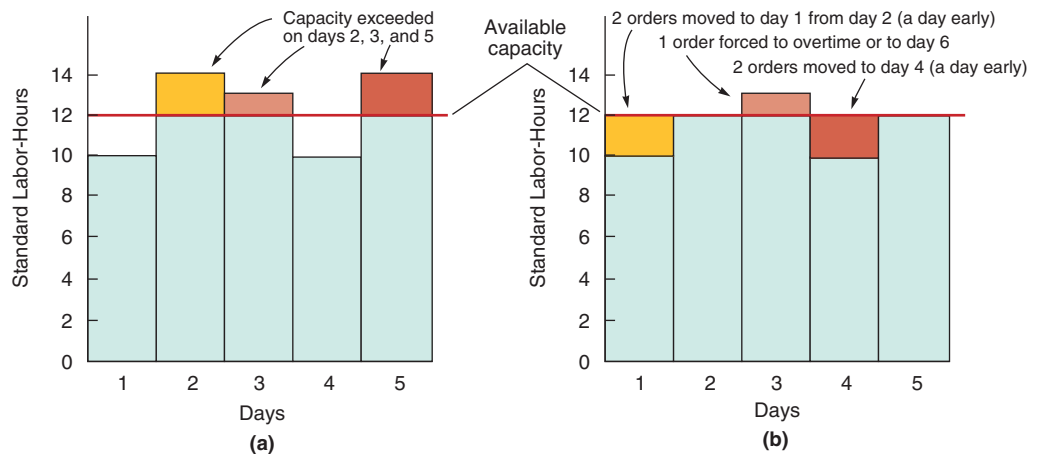 Capacity exceeded
on days 2, 3, and 5
Standard Labor-Hours
14
12
10
8
6
4
2
0
1 2 3 4 5
Days
(a)
Available
capacity
2 orders moved to day 1 from day 2 (a day early)
1 order forced to overtime or to day 6
2 orders moved to day 4 (a day early)
Standard Labor-Hours
14
12
10
8
6
4
2
0
1 2 3 4 5
Days
(b)